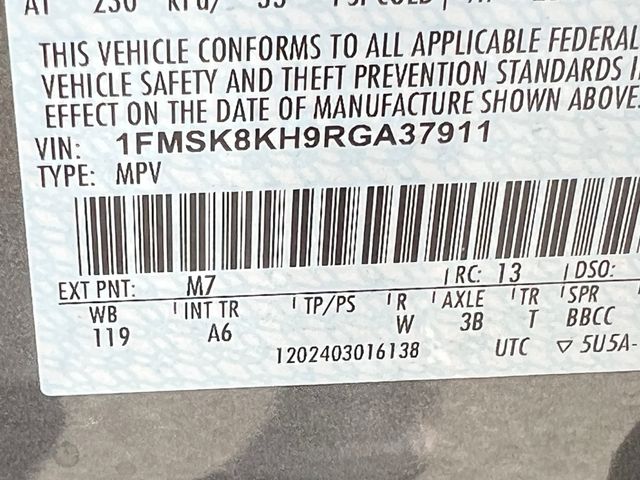 THIS VEHICLE CONFORMS TO ALL APPLICABLE FEDERAL
VEHICLE SAFETY AND THEFT PREVENTION STANDARDS IN
EFFECT ON THE DATE OF MANUFACTURE SHOWN ABOVE.
VIN: 1FMSK8KH9RGA37911
TYPE: MPV
EXT PNT: M7 RC: 13 DSO:
WB INT TR TP/PS R AXLE TR SPR
119 A6 W 3B T BBCC
1202403016138 UTC ▽ 5U5A-